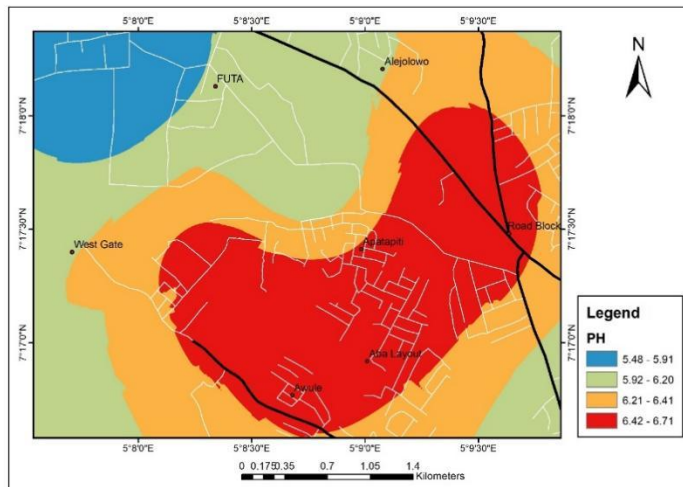 5°8'0"E 5°8'30"E 5°9'0"E 5°9'30"E
N
Alejolowo
FUTA
7°18'0"N 7°18'0"N
7°17'30"N 7°17'30"N
Road Block
West Gate
Apatapiti
7°17'0"N 7°17'0"N
Aba Layout
Awule
5°8'0"E 5°8'30"E 5°9'0"E 5°9'30"E
0 0.175 0.35 0.7 1.05 1.4
Kilometers
Legend
PH
5.48 - 5.91
5.92 - 6.20
6.21 - 6.41
6.42 - 6.71